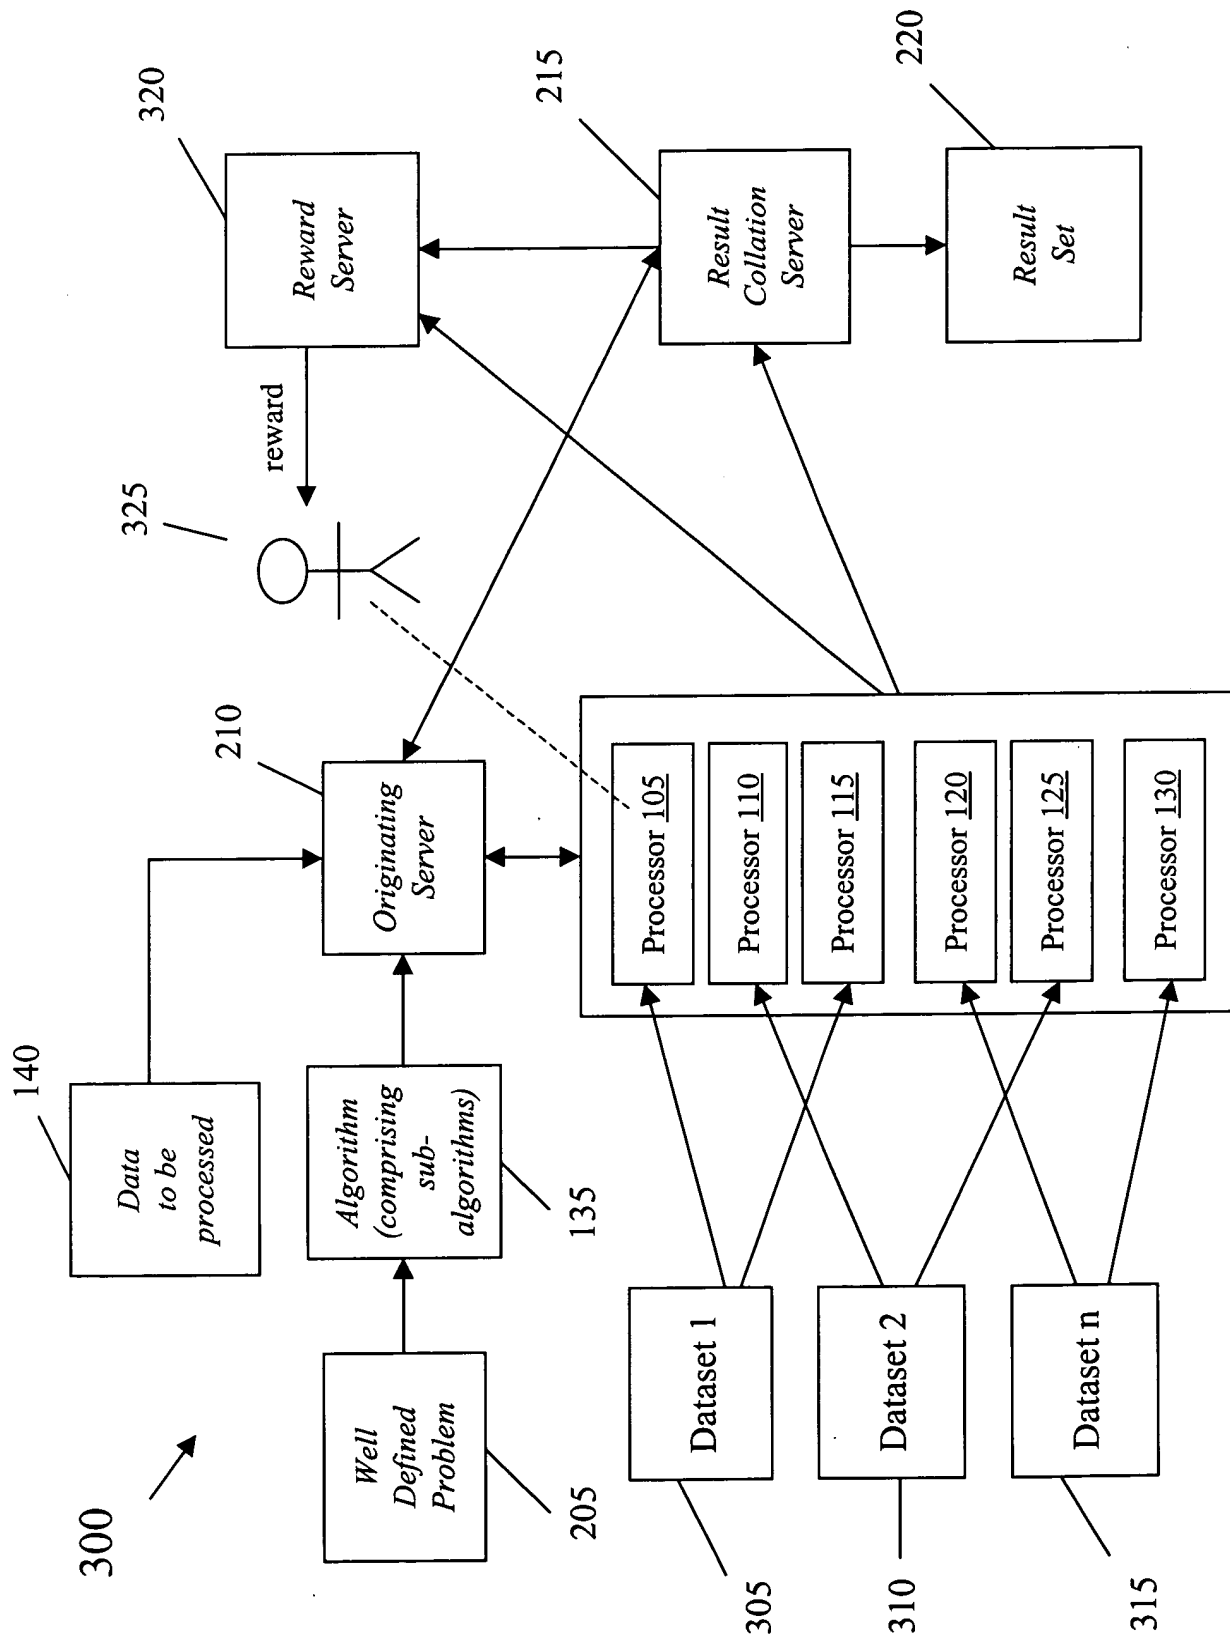 300
140
Data
to be
processed
320
Reward
Server
reward
325
210
Originating
Server
Well
Defined
Problem
205
Algorithm
(comprising
sub-
algorithms)
135
215
Result
Collation
Server
220
Result
Set
Dataset 1
305
Dataset 2
310
Dataset n
315
Processor 105
Processor 110
Processor 115
Processor 120
Processor 125
Processor 130